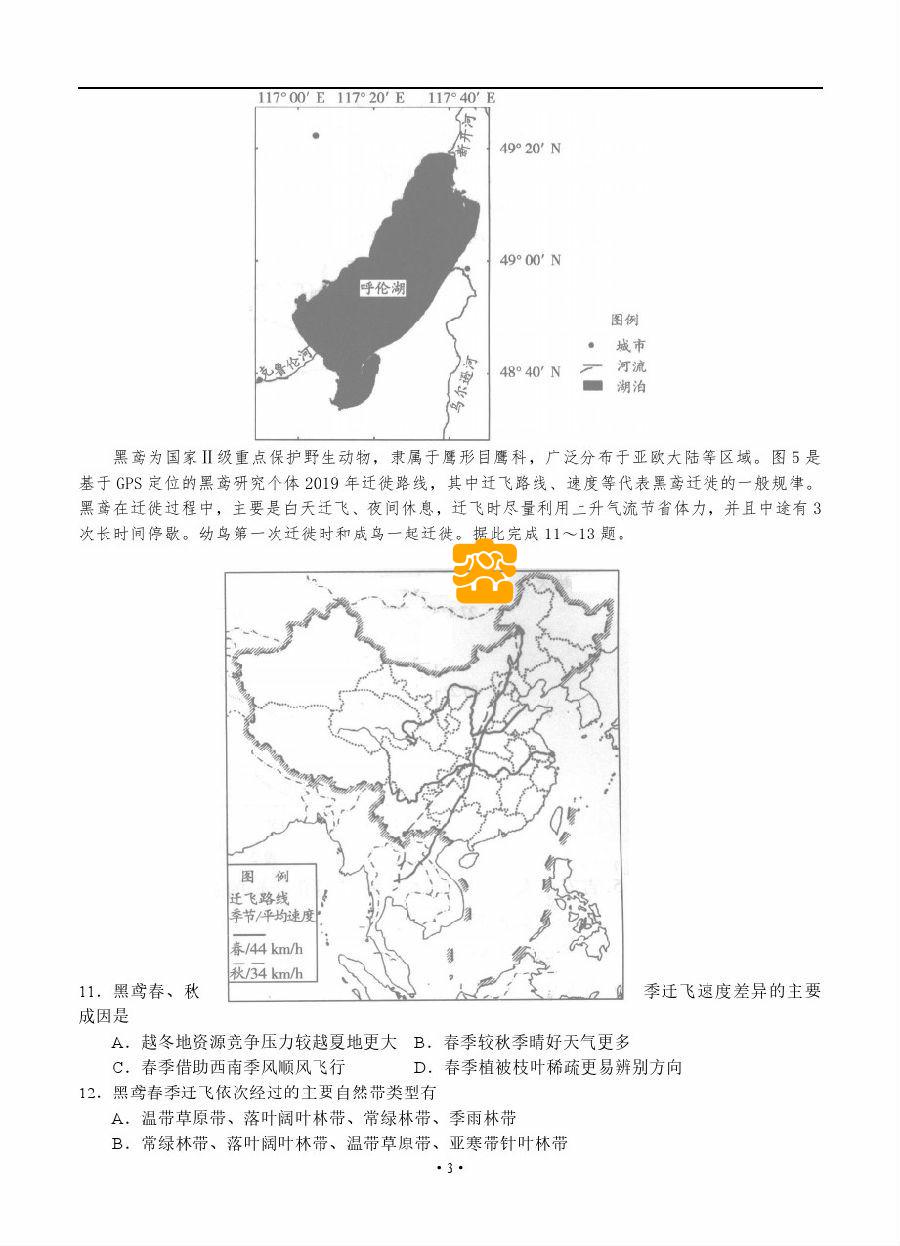 117° 00′ E 117° 20′ E 117° 40′ E
新开河
49° 20′ N
49° 00′ N
呼伦湖
图例
城市
克鲁伦河
河流
48° 40′ N
乌尔逊河
湖泊
黑鸢为国家Ⅱ级重点保护野生动物，隶属于鹰形目鹰科，广泛分布于亚欧大陆等区域。图 5 是
基于 GPS 定位的黑鸢研究个体 2019 年迁徙路线，其中迁飞路线、速度等代表黑鸢迁徙的一般规律。
黑鸢在迁徙过程中，主要是白天迁飞、夜间休息，迁飞时尽量利用上升气流节省体力，并且中途有 3
次长时间停歇。幼鸟第一次迁徙时和成鸟一起迁徙。据此完成 11～13 题。
图 例
迁飞路线
季节/平均速度
春/44 km/h
秋/34 km/h
11．黑鸢春、秋季迁飞速度差异的主要
成因是
A．越冬地资源竞争压力较越夏地更大 B．春季较秋季晴好天气更多
C．春季借助西南季风顺风飞行 D．春季植被枝叶稀疏更易辨别方向
12．黑鸢春季迁飞依次经过的主要自然带类型有
A．温带草原带、落叶阔叶林带、常绿林带、季雨林带
B．常绿林带、落叶阔叶林带、温带草原带、亚寒带针叶林带
· 3 ·